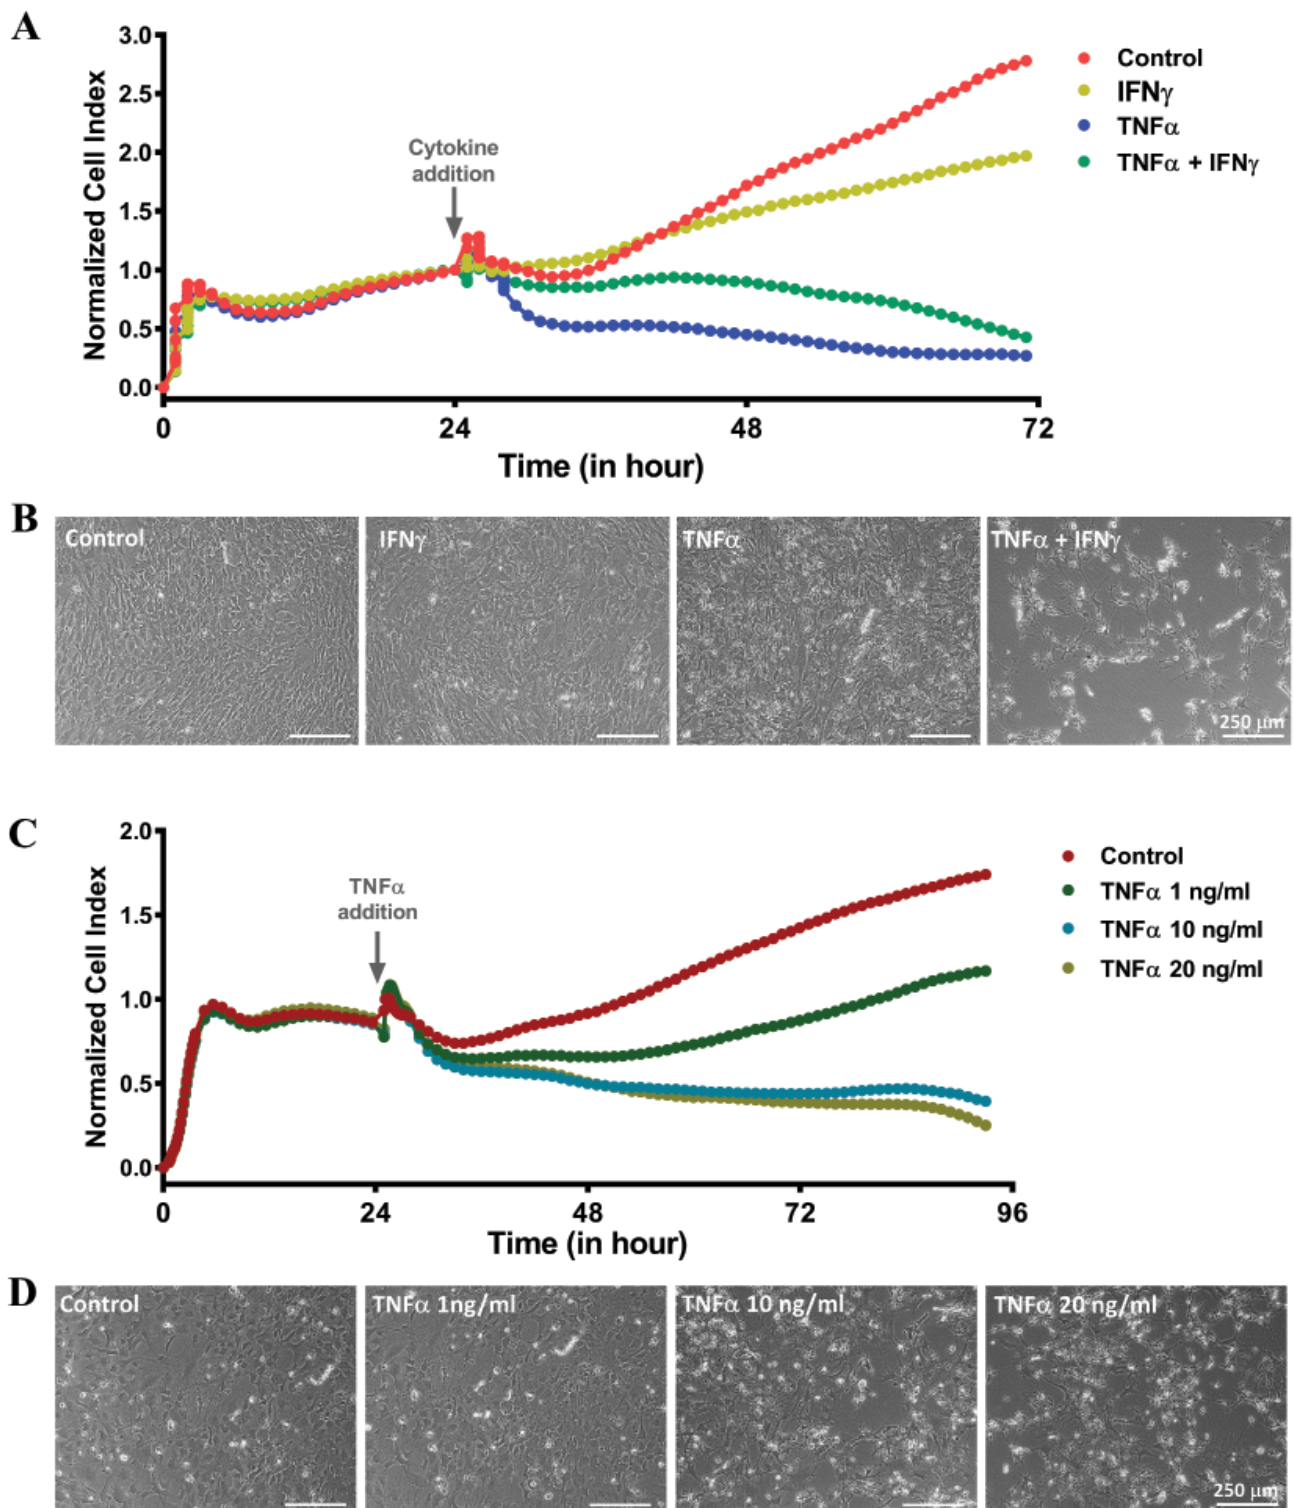 A
3.0
2.5
2.0
1.5
1.0
0.5
0.0
Normalized Cell Index
Cytokine
addition
Control
IFNγ
TNFα
TNFα + IFNγ
0
24
48
72
Time (in hour)
B
Control
IFNγ
TNFα
TNFα + IFNγ
250 µm
C
2.0
1.5
1.0
0.5
0.0
Normalized Cell Index
TNFα
addition
Control
TNFα 1 ng/ml
TNFα 10 ng/ml
TNFα 20 ng/ml
0
24
48
72
96
Time (in hour)
D
Control
TNFα 1ng/ml
TNFα 10 ng/ml
TNFα 20 ng/ml
250 µm